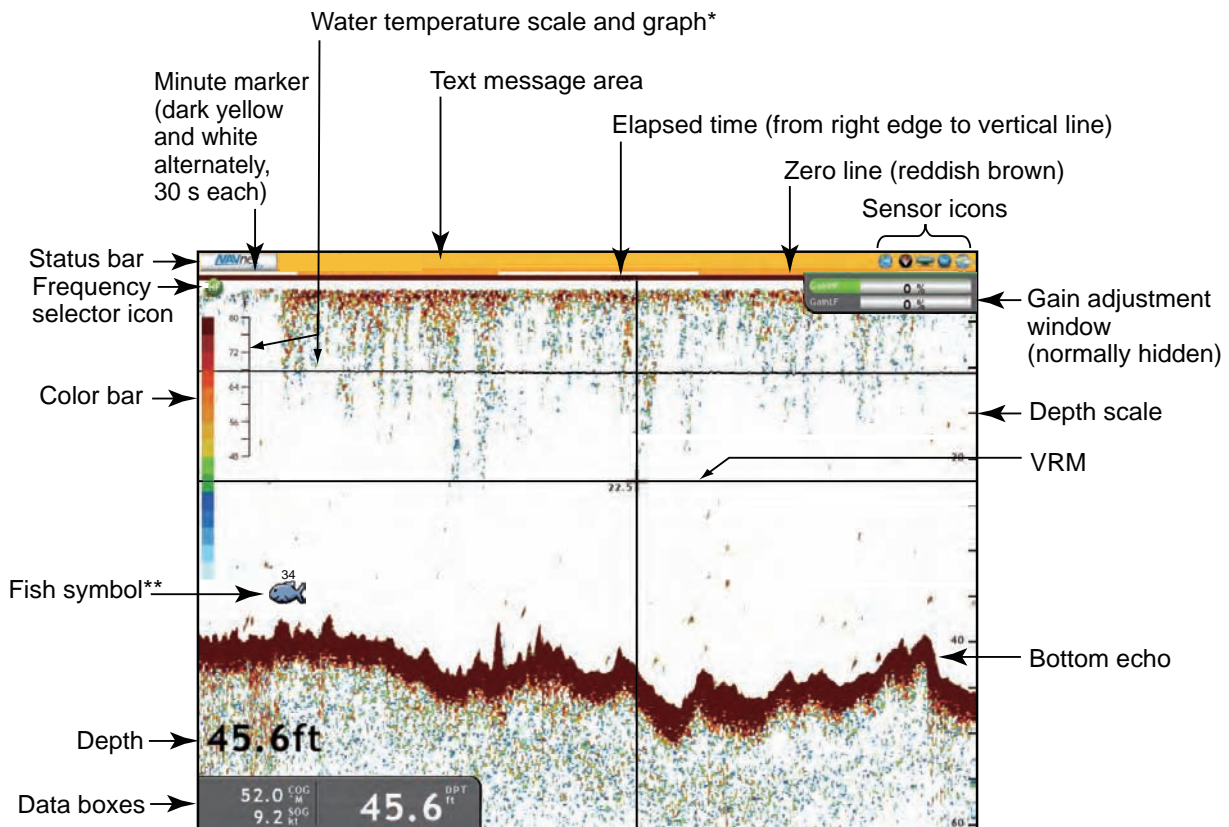 Water temperature scale and graph*
Minute marker
(dark yellow
and white
alternately,
30 s each)
Text message area
Elapsed time (from right edge to vertical line)
Zero line (reddish brown)
Sensor icons
Status bar
Frequency
selector icon
Color bar
Fish symbol**
Depth
Data boxes
Gain adjustment
window
(normally hidden)
Depth scale
VRM
Bottom echo
GainHF 0 %
GainLF 0 %
HF
80
72
64
56
48
20
22.5
34
40
45.6ft
52.0 COG °M
9.2 SOG kt
45.6 DPT ft
60